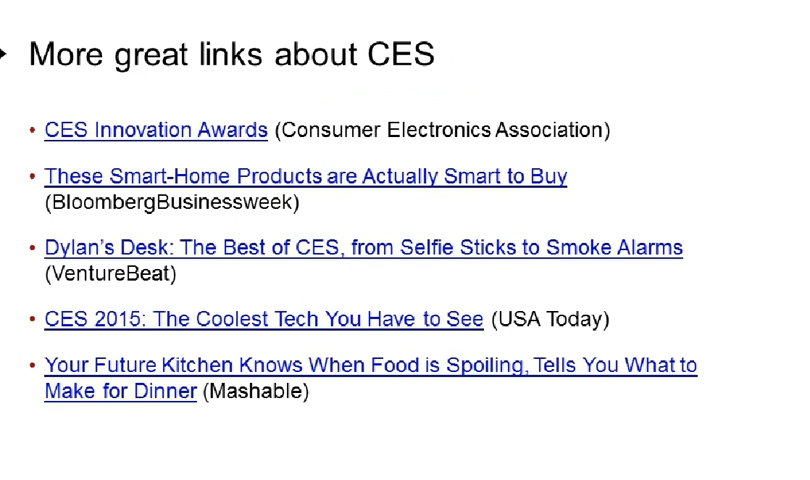 More great links about CES
• CES Innovation Awards (Consumer Electronics Association)
• These Smart-Home Products are Actually Smart to Buy
(BloombergBusinessweek)
• Dylan's Desk: The Best of CES, from Selfie Sticks to Smoke Alarms
(VentureBeat)
• CES 2015: The Coolest Tech You Have to See (USA Today)
• Your Future Kitchen Knows When Food is Spoiling, Tells You What to
Make for Dinner (Mashable)